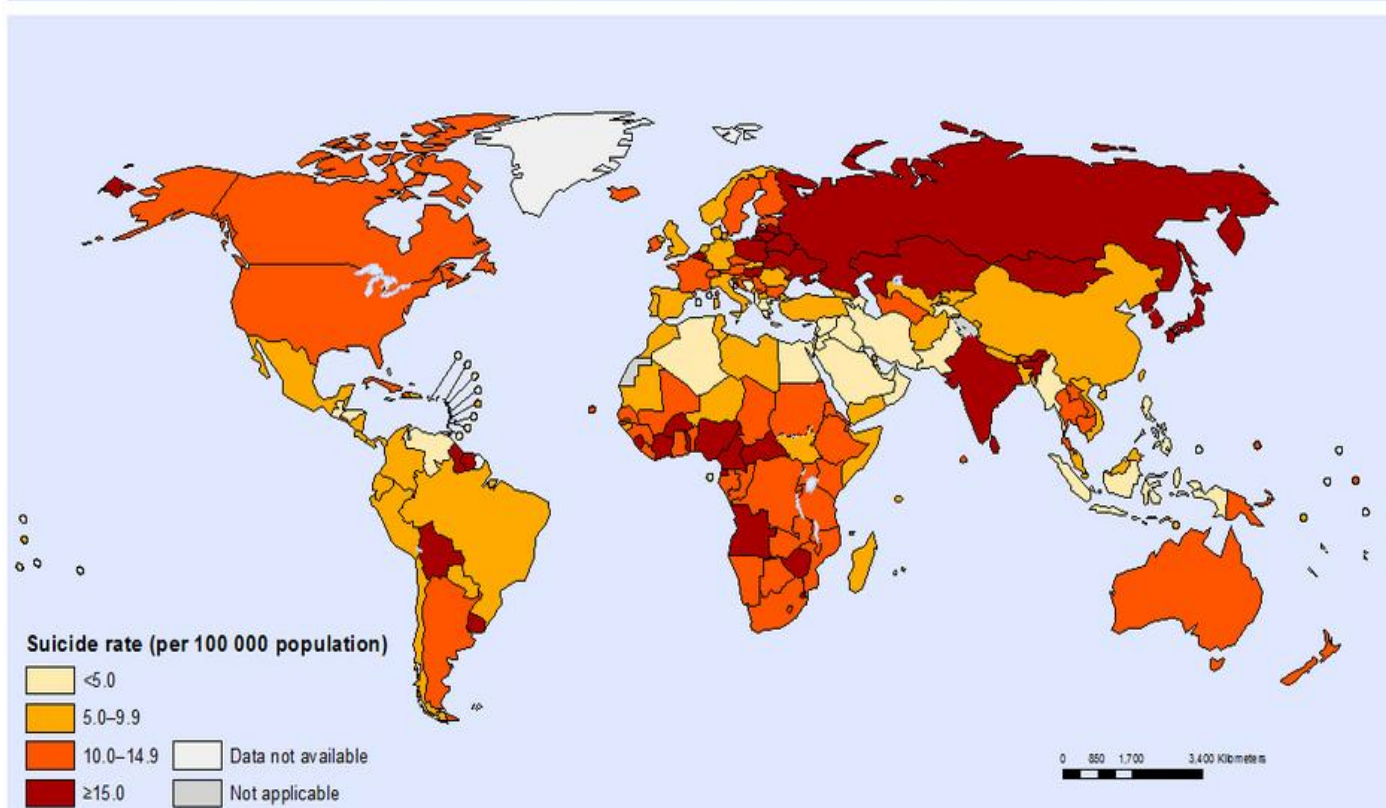 Suicide rate (per 100 000 population)
<5.0
5.0–9.9
10.0–14.9
Data not available
≥15.0
Not applicable
0 850 1,700 3,400 Kilometers